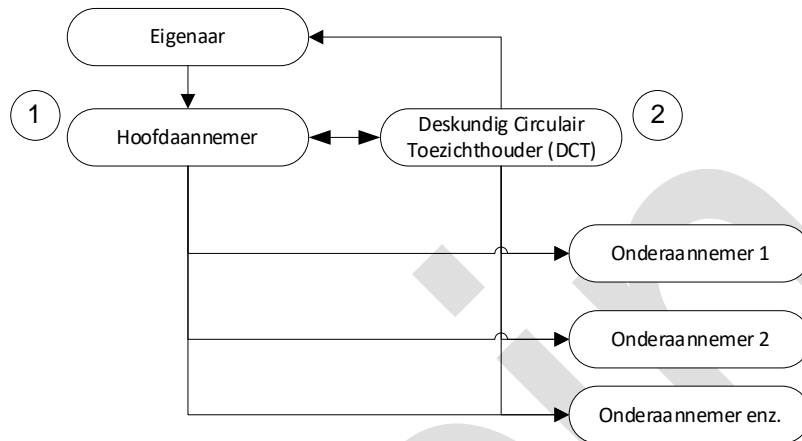 Eigenaar
1
Hoofdaannemer
Deskundig Circulair
Toezichthouder (DCT)
2
Onderaannemer 1
Onderaannemer 2
Onderaannemer enz.